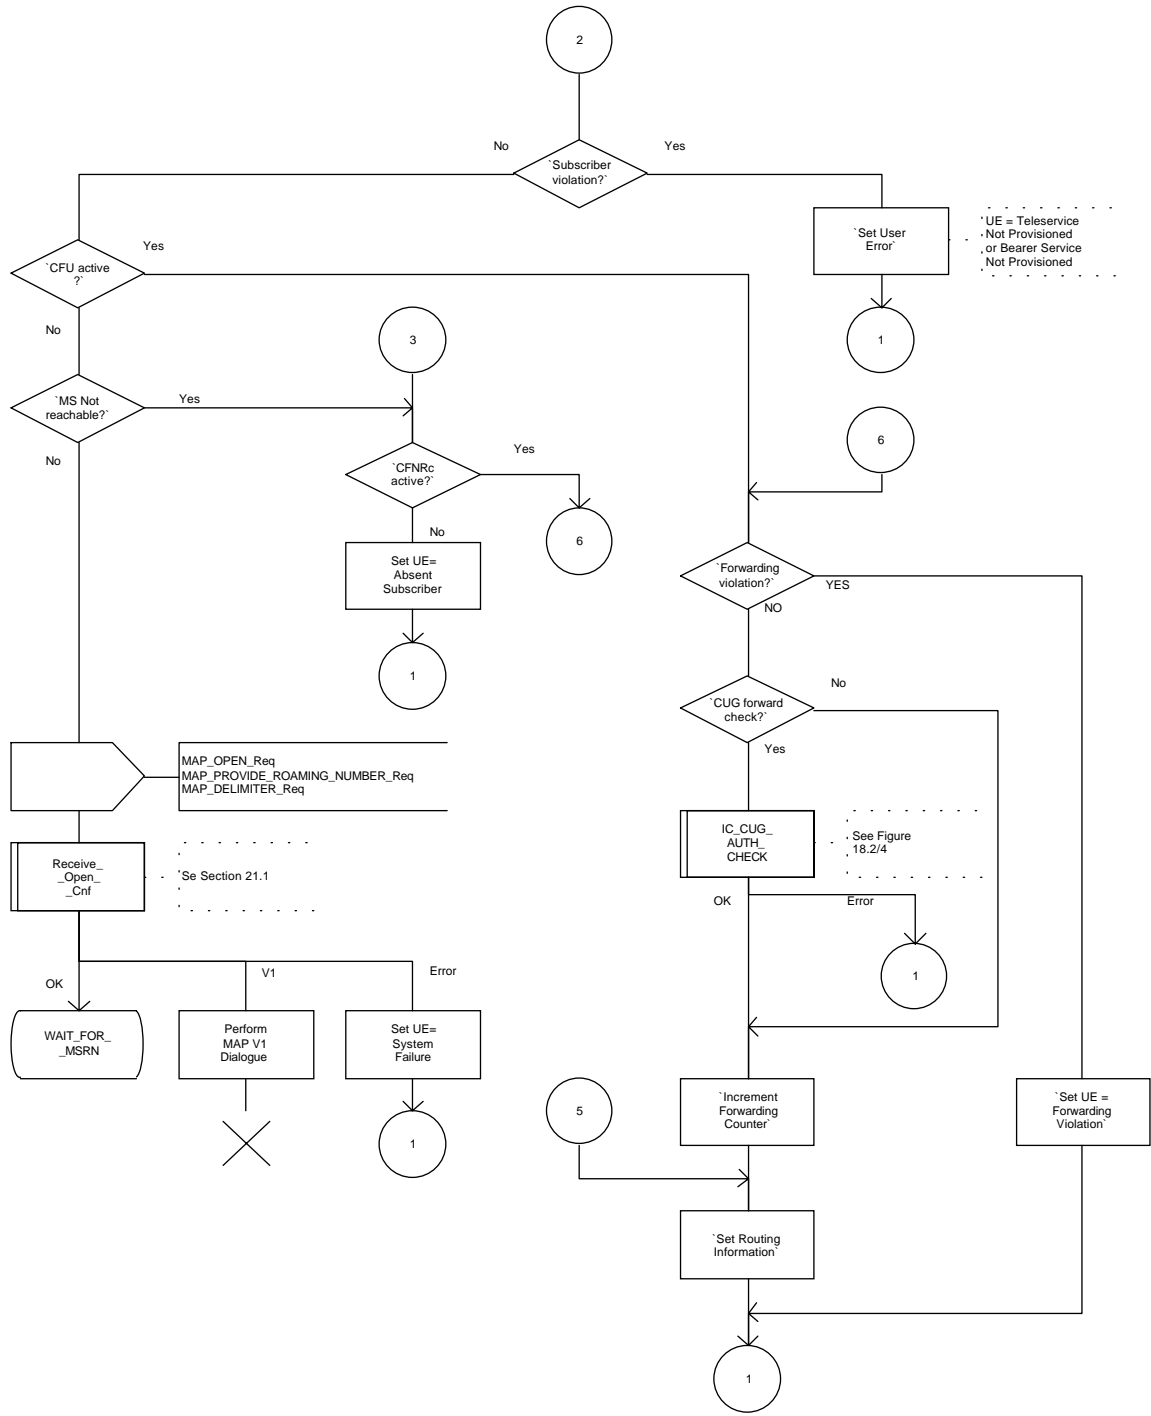 2
No
Yes
`Subscriber
violation?`
`Set User
Error`
UE = Teleservice
Not Provisioned
or Bearer Service
Not Provisioned
Yes
`CFU active
?`
No
3
1
`MS Not
reachable?`
Yes
No
6
`CFNRc
active?`
Yes
No
6
Set UE=
Absent
Subscriber
1
`Forwarding
violation?`
YES
NO
`CUG forward
check?`
No
Yes
MAP_OPEN_Req
MAP_PROVIDE_ROAMING_NUMBER_Req
MAP_DELIMITER_Req
IC_CUG_
AUTH_
CHECK
See Figure
18.2/4
Receive_
_Open_
_Cnf
Se Section 21.1
OK
Error
1
OK
V1
Error
WAIT_FOR_
_MSRN
Perform
MAP V1
Dialogue
Set UE=
System
Failure
1
5
`Increment
Forwarding
Counter`
`Set UE =
Forwarding
Violation`
`Set Routing
Information`
1